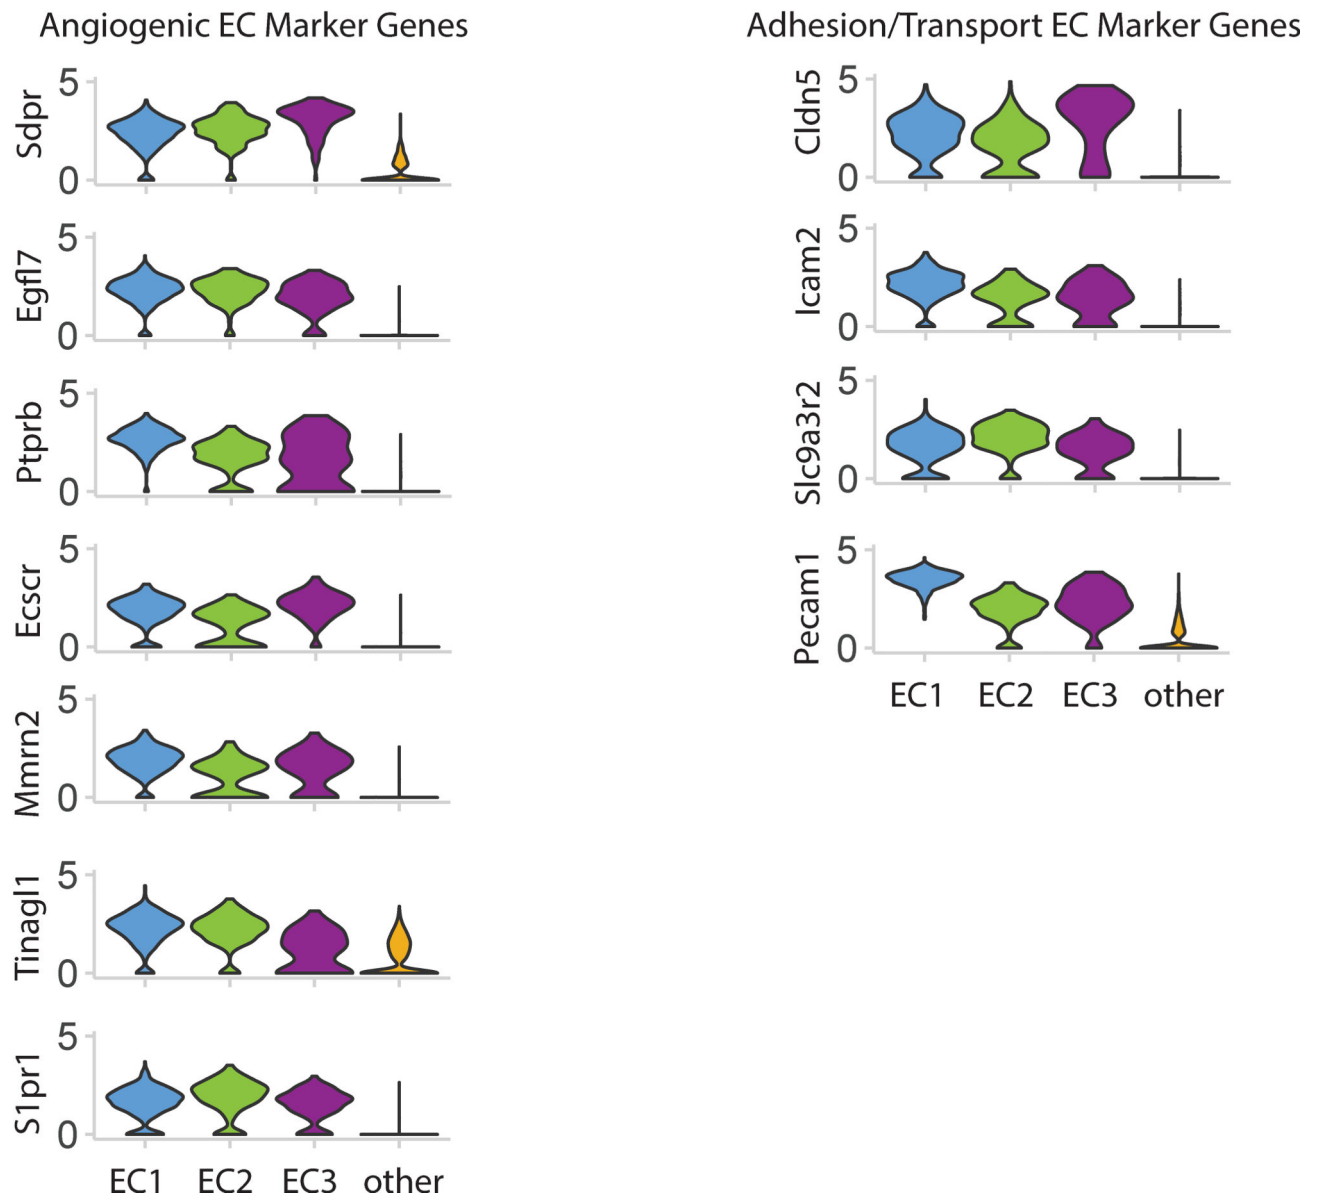 Angiogenic EC Marker Genes
Sdpr
5
0
Egfl7
5
0
Ptprb
5
0
Ecscr
5
0
Mmrn2
5
0
Tinagl1
5
0
S1pr1
5
0
EC1 EC2 EC3 other
Adhesion/Transport EC Marker Genes
Cldn5
5
0
Icam2
5
0
Slc9a3r2
5
0
Pecam1
5
0
EC1 EC2 EC3 other